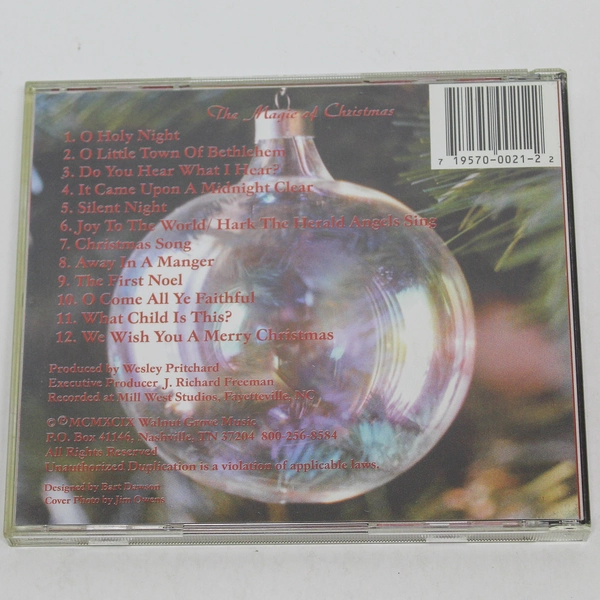 The Magic of Christmas
1. O Holy Night
2. O Little Town Of Bethlehem
3. Do You Hear What I Hear?
4. It Came Upon A Midnight Clear
5. Silent Night
6. Joy To The World/ Hark The Herald Angels Sing
7. Christmas Song
8. Away In A Manger
9. The First Noel
10. O Come All Ye Faithful
11. What Child Is This?
12. We Wish You A Merry Christmas
Produced by Wesley Pritchard
Executive Producer J. Richard Freeman
Recorded at Mill West Studios, Fayetteville, NC
©℗MCMXCIX Walnut Grove Music
P.O. Box 41146, Nashville, TN 37204 800-256-8584
All Rights Reserved
Unauthorized Duplication is a violation of applicable laws.
Designed by Bart Dawson
Cover Photo by Jim Owens
7 19570-0021-2 2